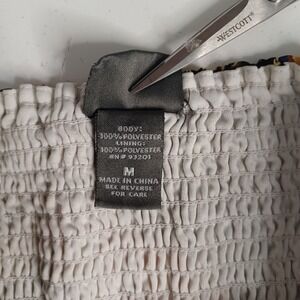 WESTCOTT
BODY:
100% POLYESTER
LINING:
100% POLYESTER
RN# 93201
M
MADE IN CHINA
SEE REVERSE
FOR CARE